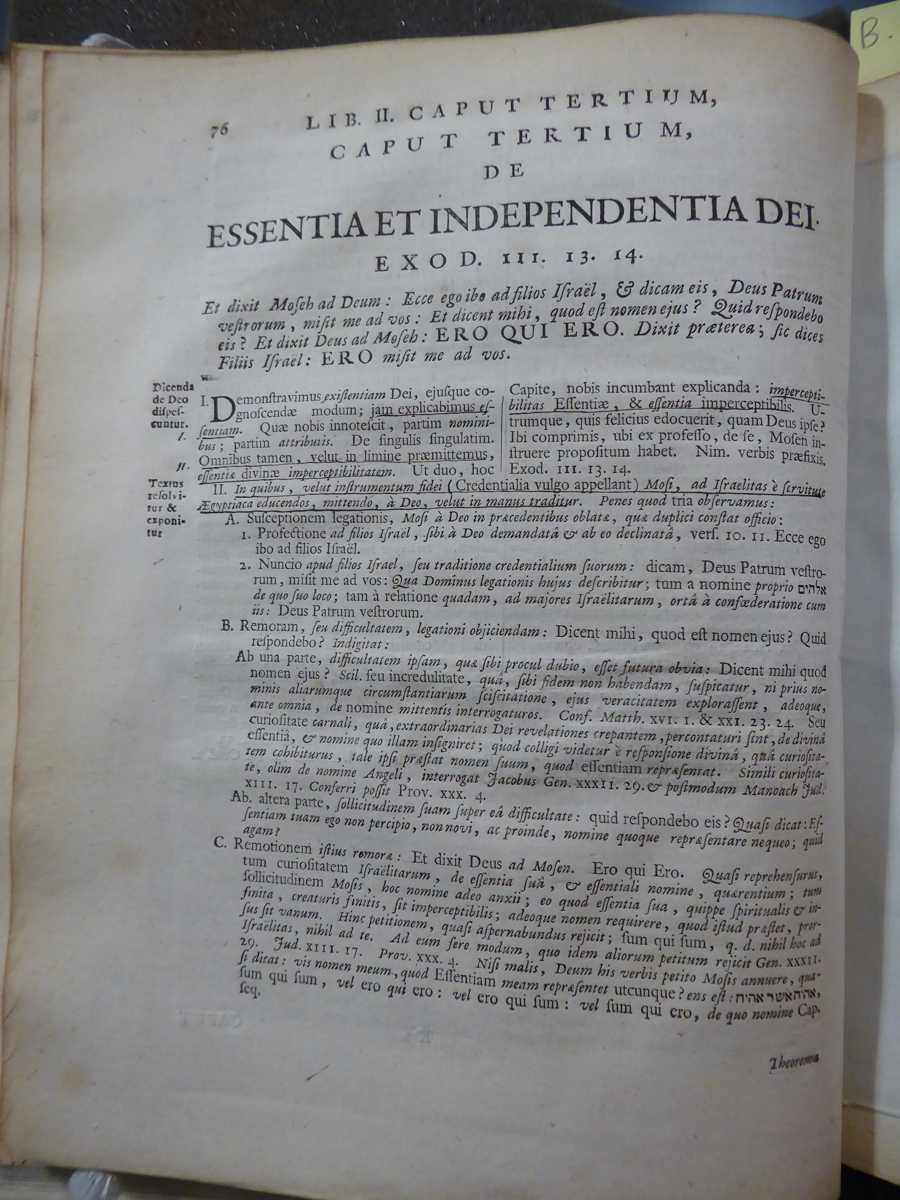 B.
76
LIB. II. CAPUT TERTIUM,
CAPUT TERTIUM,
DE
ESSENTIA ET INDEPENDENTIA DEI.
EXOD. III. 13. 14.
Et dixit Moſeh ad Deum: Ecce ego ibo ad filios Iſraël, & dicam eis, Deus Patrum
veſtrorum, miſit me ad vos: Et dicent mihi, quod eſt nomen ejus? Quid reſpondebo
eis? Et dixit Deus ad Moſeh: ERO QUI ERO. Dixit præterea; ſic dices
Filiis Iſrael: ERO miſit me ad vos.
Dicenda
de Deo
diſpeſ-
cuntur.
I.
I. Demonſtravimus exiſtentiam Dei, ejuſque co-
gnoſcendæ modum; jam explicabimus eſ-
ſentiam. Quæ nobis innoteſcit, partim nomini-
bus; partim attributis. De ſingulis ſingulatim.
Omnibus tamen, velut in limine præmittemus,
eſſentiæ divinæ imperceptibilitatem. Ut duo, hoc
Capite, nobis incumbant explicanda: impercepti-
bilitas Eſſentiæ, & eſſentia imperceptibilis. U-
trumque, quis felicius edocuerit, quam Deus ipſe?
Ibi comprimis, ubi ex profeſſo, de ſe, Moſen in-
ſtruere propoſitum habet. Nim. verbis præfixis.
Exod. III. 13. 14.
II.
Textus
reſolvi-
tur &
exponi-
tur
II. In quibus, velut inſtrumentum fidei (Credentialia vulgo appellant) Moſi, ad Iſraelitas è ſervitute
Ægyptiaca educendos, mittendo, à Deo, velut in manus traditur. Penes quod tria obſervamus:
A. Suſceptionem legationis, Moſi à Deo in præcedentibus oblatæ, quæ duplici conſtat officio:
1. Profectione ad filios Iſrael, ſibi à Deo demandatâ & ab eo declinatâ, verſ. 10. 11. Ecce ego
ibo ad filios Iſraël.
2. Nuncio apud filios Iſrael, ſeu traditione credentialium ſuorum: dicam, Deus Patrum veſtro-
rum, miſit me ad vos: Qua Dominus legationis hujus deſcribitur; tum a nomine proprio אלהים
de quo ſuo loco; tam à relatione quadam, ad majores Iſraëlitarum, ortâ à confœderatione cum
iis: Deus Patrum veſtrorum.
B. Remoram, ſeu difficultatem, legationi objiciendam: Dicent mihi, quod eſt nomen ejus? Quid
reſpondebo? Indigitat:
Ab una parte, difficultatem ipſam, quæ ſibi procul dubio, eſſet futura obvia: Dicent mihi quod
nomen ejus? Scil. ſeu incredulitate, quâ, ſibi fidem non habendam, ſuſpicatur, ni prius no-
minis aliarumque circumſtantiarum ſciſcitatione, ejus veracitatem exploraſſent, adeoque,
ante omnia, de nomine mittentis interrogaturos. Conf. Matth. XVI. 1. & XXI. 23. 24. Seu
curioſitate carnali, quâ, extraordinarias Dei revelationes crepantem, percontaturi ſint, de divinâ
eſſentiâ, & nomine quo illam inſigniret; quod colligi videtur è reſponſione divinâ, quâ curioſita-
tem cohibiturus, tale ipſi præſtat nomen ſuum, quod eſſentiam repræſentat. Simili curioſita-
te, olim de nomine Angeli, interrogat Jacobus Gen. XXXII. 29. & poſtmodum Manoach Jud.
XIII. 17. Conferri poſſit Prov. XXX. 4.
Ab. altera parte, ſollicitudinem ſuam ſuper eâ difficultate: quid reſpondebo eis? Quaſi dicat: Eſ-
ſentiam tuam ego non percipio, non novi, ac proinde, nomine quoque repræſentare nequeo; quid
agam?
C. Remotionem iſtius remoræ: Et dixit Deus ad Moſen. Ero qui Ero. Quaſi reprehenſurus,
tum curioſitatem Iſraëlitarum, de eſſentia ſuâ, & eſſentiali nomine, quærentium; tum
ſollicitudinem Moſis, hoc nomine adeo anxii; eo quod eſſentia ſua, quippe ſpiritualis & in-
finita, creaturis finitis, ſit imperceptibilis; adeoque nomen requirere, quod iſtud præſtet, pror-
ſus ſit vanum. Hinc petitionem, quaſi aſpernabundus rejicit; ſum qui ſum, q. d. nihil hoc ad
Iſraëlitas, nihil ad te. Ad eum fere modum, quo idem aliorum petitum rejicit Gen. XXXII.
29. Jud. XIII. 17. Prov. XXX. 4. Niſi malis, Deum his verbis petito Moſis annuere, qua-
ſi dicat: vis nomen meum, quod Eſſentiam meam repræſentet utcunque? ens eſt: אהיה אשר אהיה,
ſum qui ſum, vel ero qui ero: vel ero qui ſum: vel ſum qui ero, de quo nomine Cap.
ſeq.
Theorema